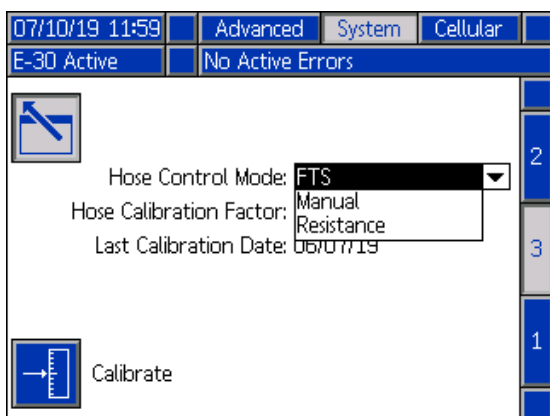 07/10/19 11:59 Advanced System Cellular
E-30 Active No Active Errors
2
Hose Control Mode: FTS
Manual
Hose Calibration Factor:
Resistance
Last Calibration Date: 06/07/19
3
1
Calibrate